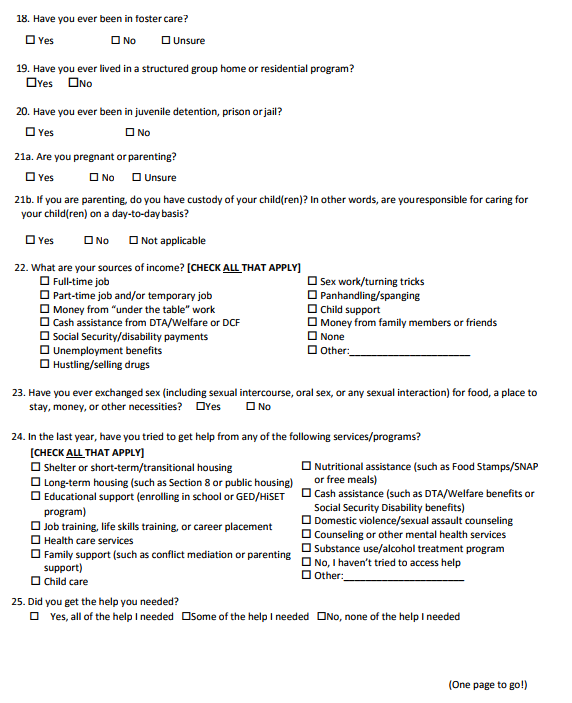 18. Have you ever been in foster care?
☐ Yes ☐ No ☐ Unsure
19. Have you ever lived in a structured group home or residential program?
☐Yes ☐No
20. Have you ever been in juvenile detention, prison or jail?
☐ Yes ☐ No
21a. Are you pregnant or parenting?
☐ Yes ☐ No ☐ Unsure
21b. If you are parenting, do you have custody of your child(ren)? In other words, are you responsible for caring for
your child(ren) on a day-to-day basis?
☐ Yes ☐ No ☐ Not applicable
22. What are your sources of income? [CHECK ALL THAT APPLY]
☐ Full-time job
☐ Part-time job and/or temporary job
☐ Money from “under the table” work
☐ Cash assistance from DTA/Welfare or DCF
☐ Social Security/disability payments
☐ Unemployment benefits
☐ Hustling/selling drugs
☐ Sex work/turning tricks
☐ Panhandling/spanging
☐ Child support
☐ Money from family members or friends
☐ None
☐ Other:______________________
23. Have you ever exchanged sex (including sexual intercourse, oral sex, or any sexual interaction) for food, a place to
stay, money, or other necessities? ☐Yes ☐ No
24. In the last year, have you tried to get help from any of the following services/programs?
[CHECK ALL THAT APPLY]
☐ Shelter or short-term/transitional housing
☐ Long-term housing (such as Section 8 or public housing)
☐ Educational support (enrolling in school or GED/HiSET
program)
☐ Job training, life skills training, or career placement
☐ Health care services
☐ Family support (such as conflict mediation or parenting
support)
☐ Child care
☐ Nutritional assistance (such as Food Stamps/SNAP
or free meals)
☐ Cash assistance (such as DTA/Welfare benefits or
Social Security Disability benefits)
☐ Domestic violence/sexual assault counseling
☐ Counseling or other mental health services
☐ Substance use/alcohol treatment program
☐ No, I haven’t tried to access help
☐ Other:______________________
25. Did you get the help you needed?
☐ Yes, all of the help I needed ☐Some of the help I needed ☐No, none of the help I needed
(One page to go!)